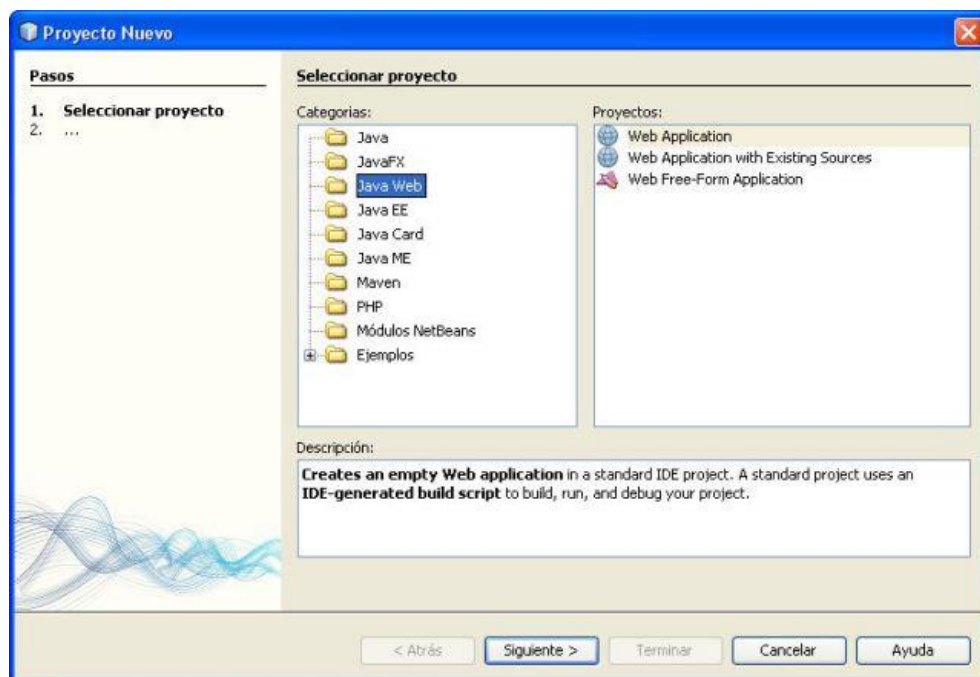 Proyecto Nuevo
Pasos
1. Seleccionar proyecto
2. ...
Seleccionar proyecto
Categorias:
Java
JavaFX
Java Web
Java EE
Java Card
Java ME
Maven
PHP
Módulos NetBeans
Ejemplos
Proyectos:
Web Application
Web Application with Existing Sources
Web Free-Form Application
Descripción:
Creates an empty Web application in a standard IDE project. A standard project uses an
IDE-generated build script to build, run, and debug your project.
< Atrás
Siguiente >
Terminar
Cancelar
Ayuda